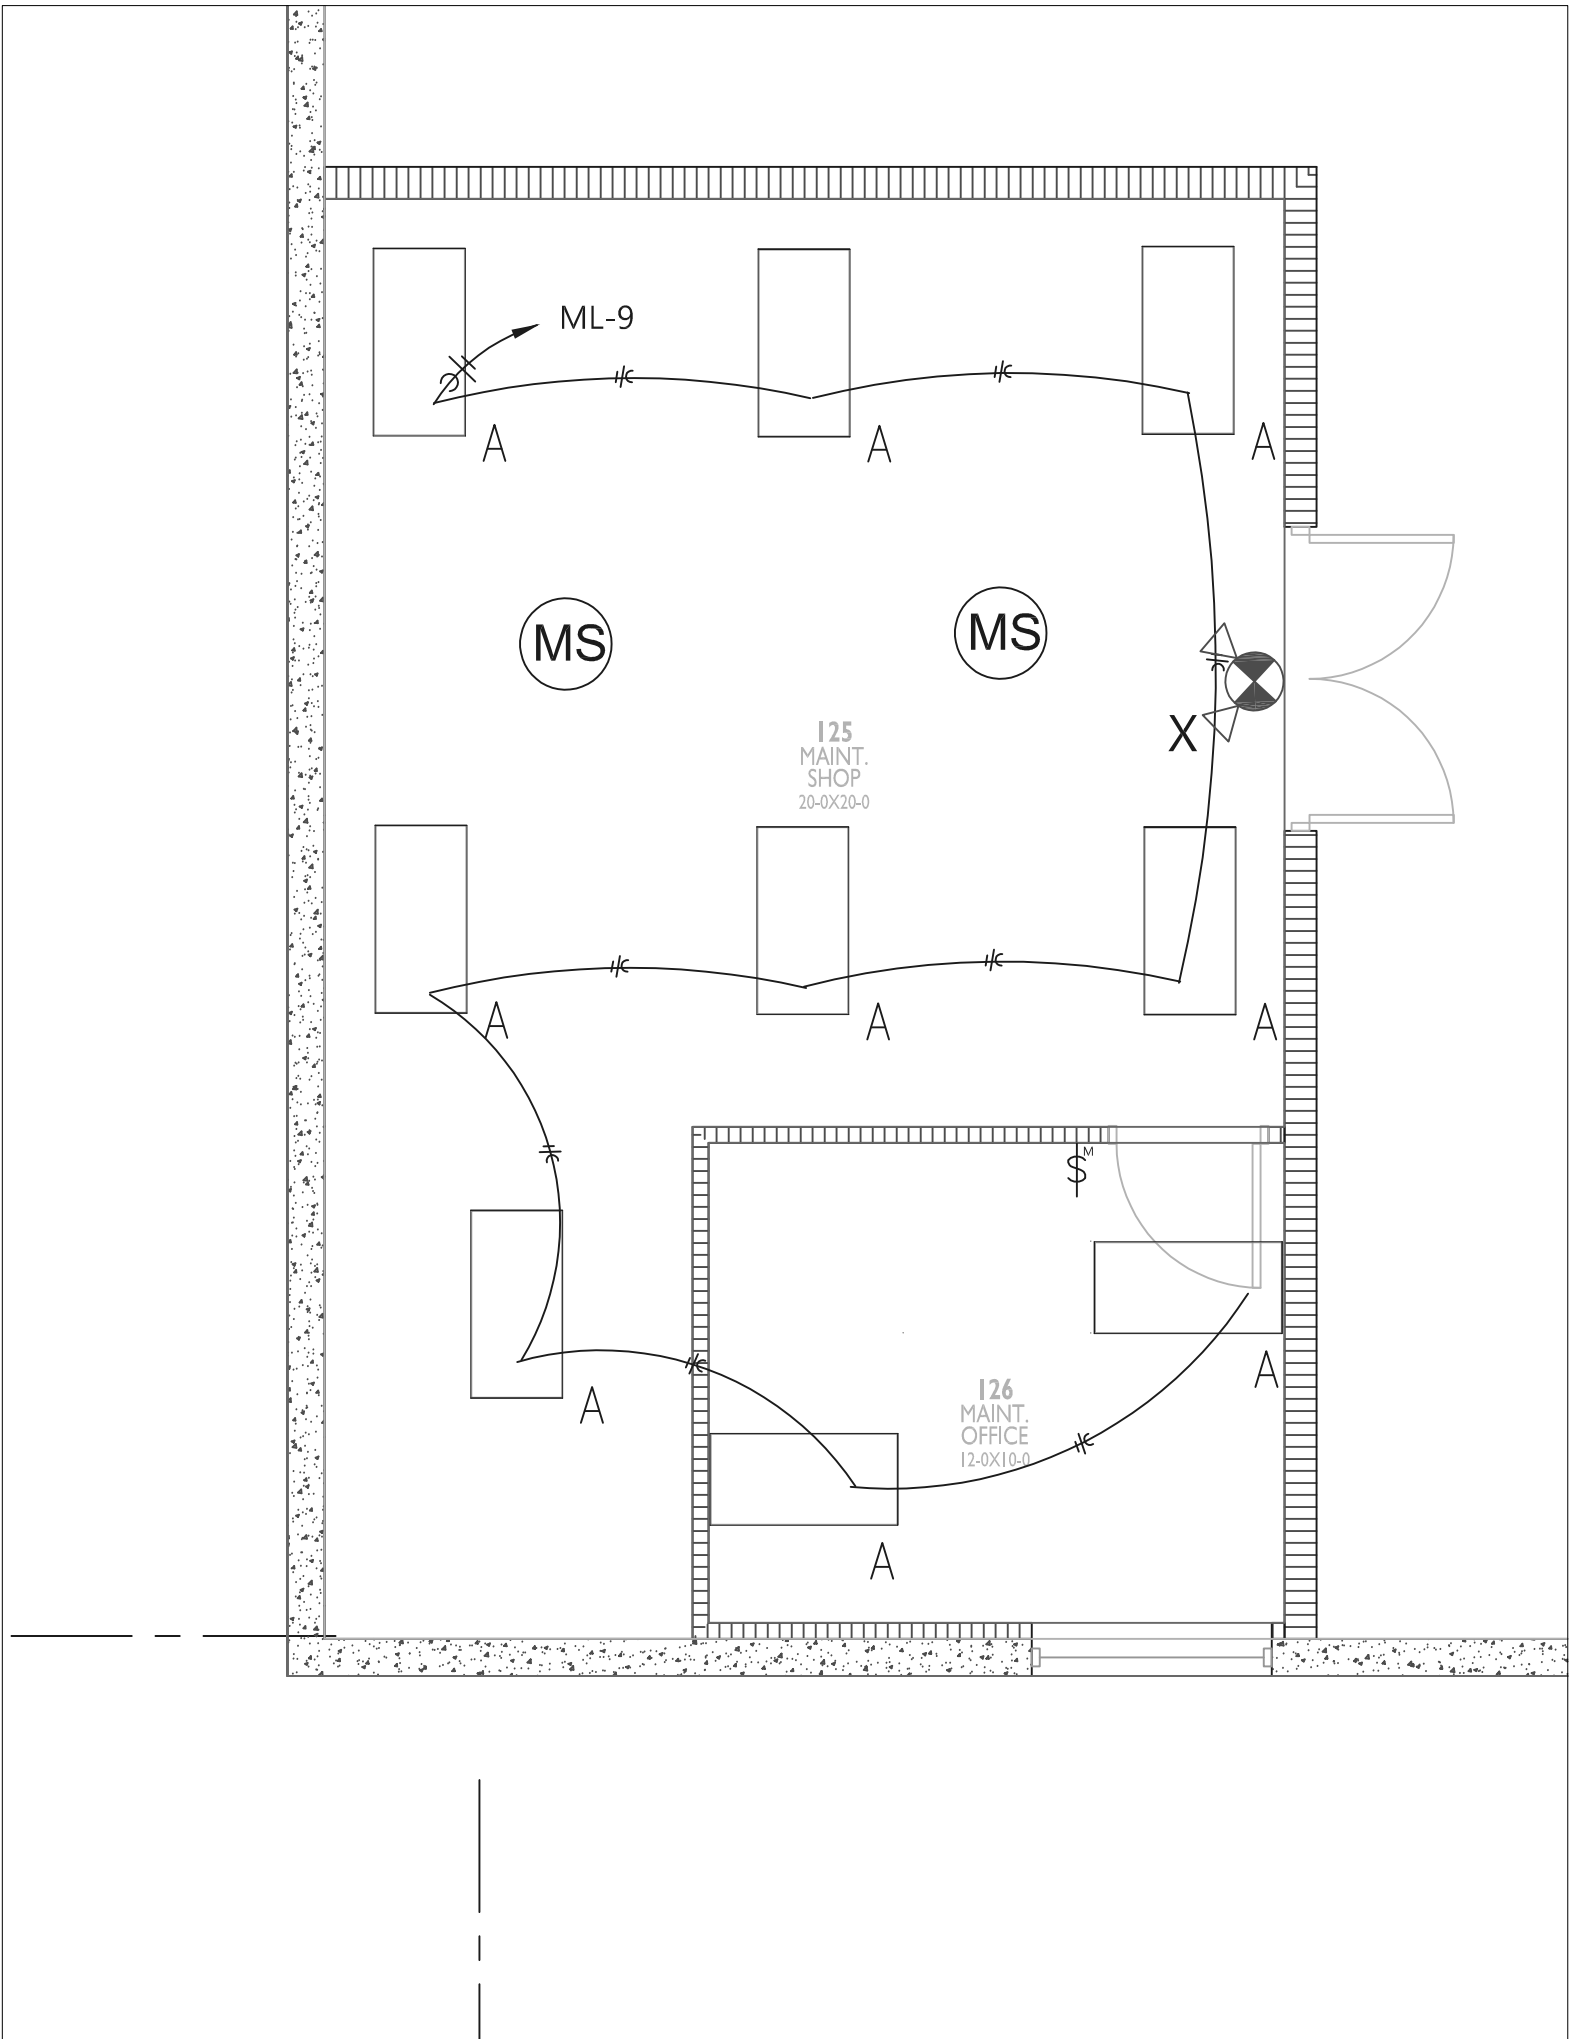 ML-9
A
A
A
MS
MS
X
125
MAINT.
SHOP
20-0X20-0
A
A
A
$ M
A
A
126
MAINT.
OFFICE
12-0X10-0
A